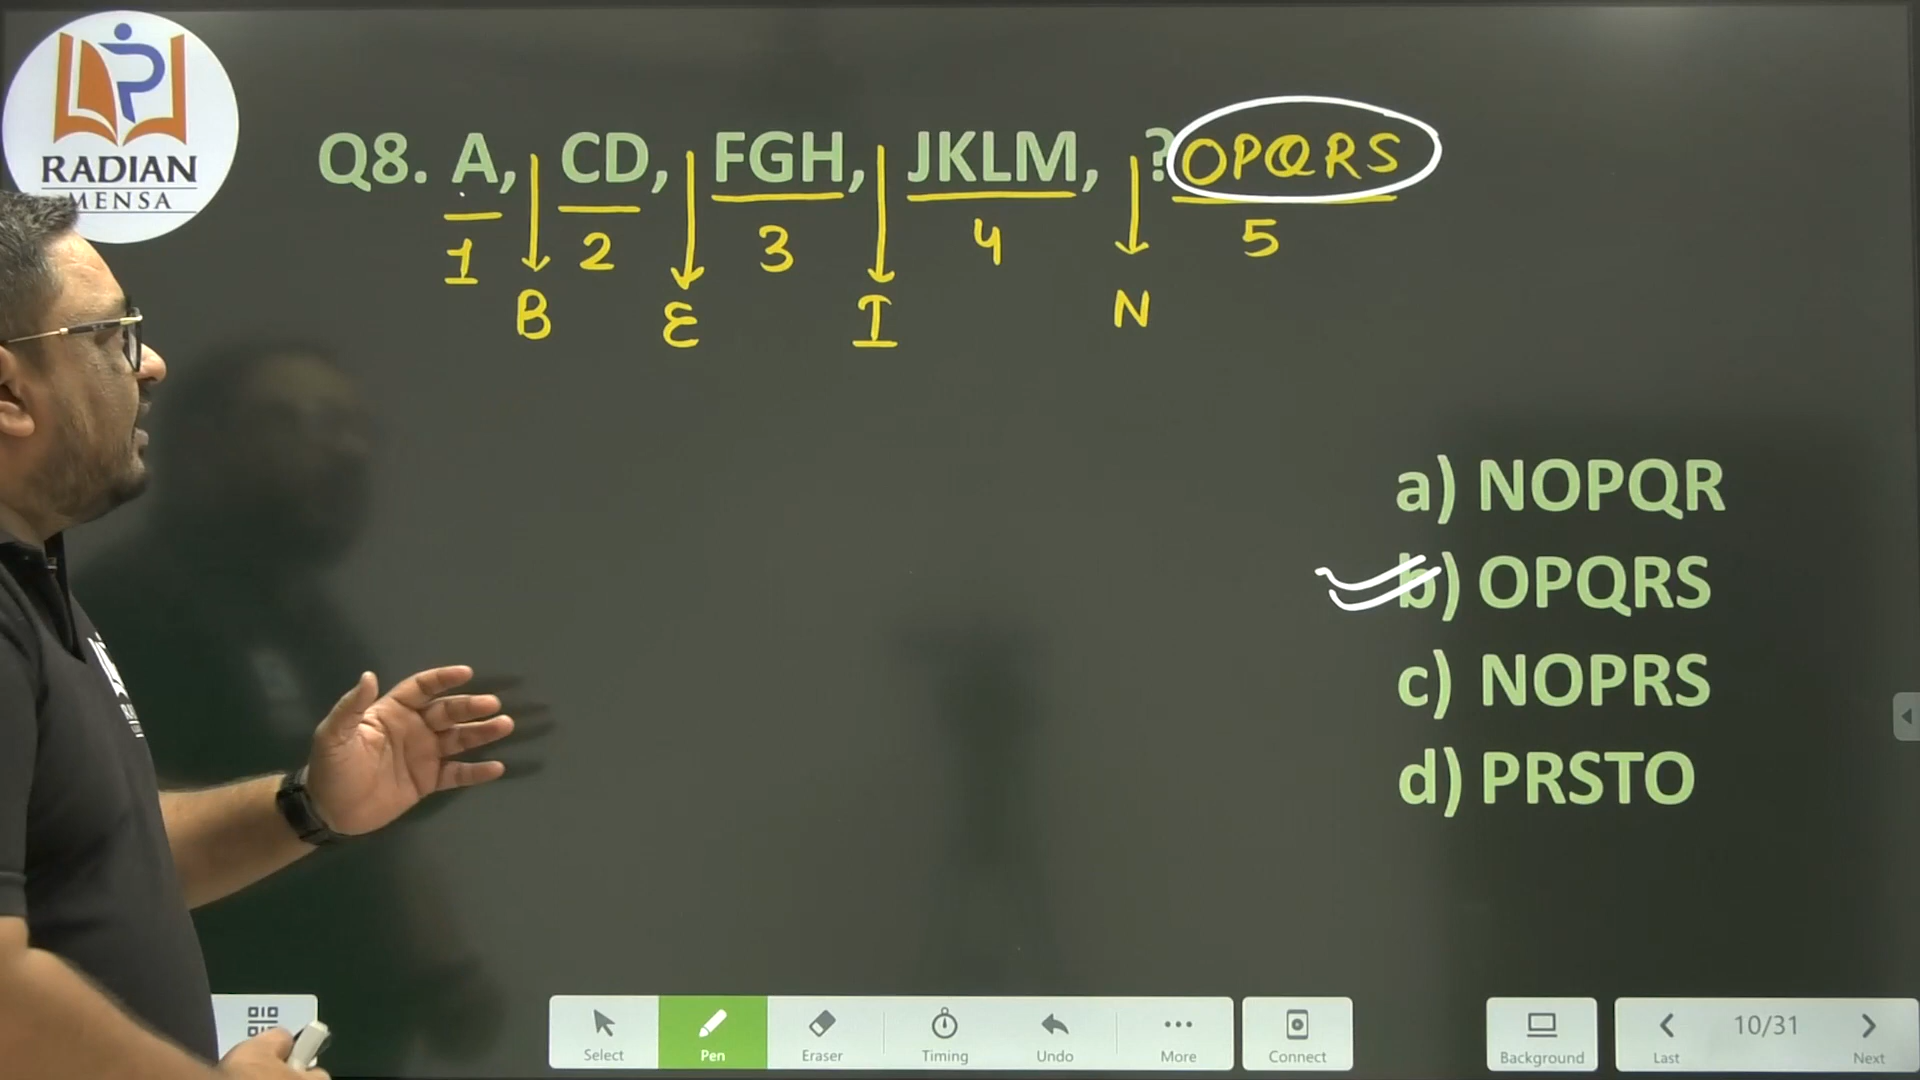 RADIAN
MENSA
Q8. A, CD, FGH, JKLM, ? OPQRS
1 2 3 4 5
B E I N
a) NOPQR
b) OPQRS
c) NOPRS
d) PRSTO
Select Pen Eraser Timing Undo More Connect Background Last 10/31 Next